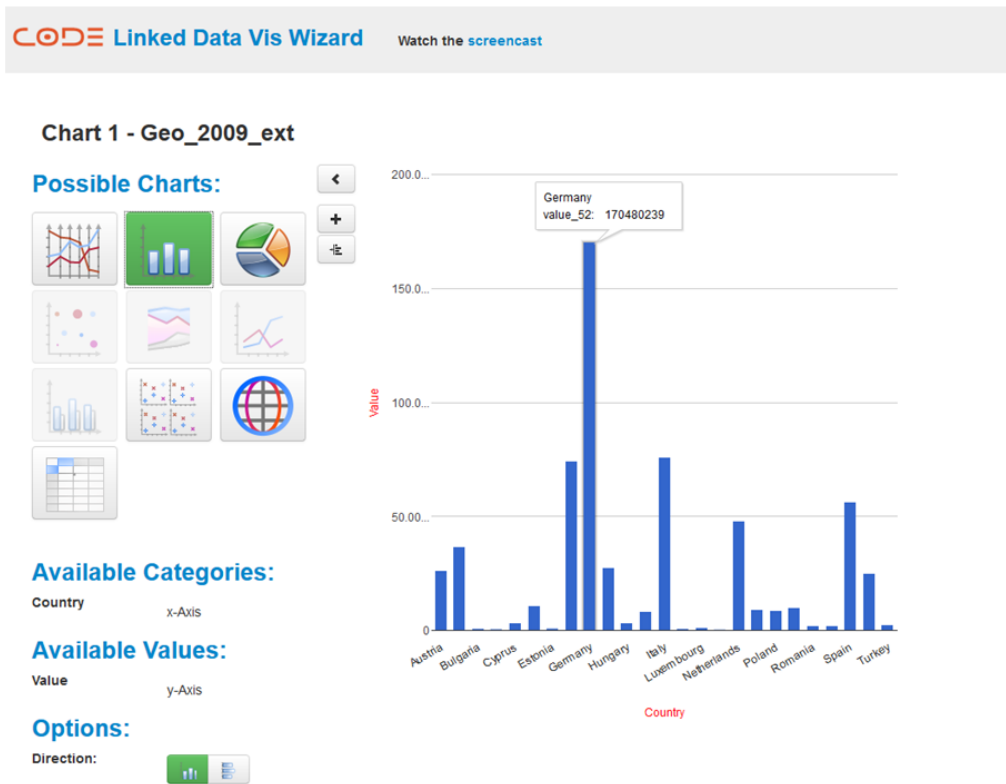 CODE Linked Data Vis Wizard Watch the screencast
Chart 1 - Geo_2009_ext
Possible Charts:
Available Categories:
Country x-Axis
Available Values:
Value y-Axis
Options:
Direction:
200.0...
Germany
value_52: 170480239
150.0...
100.0...
Value
50.00...
0
Austria Bulgaria Cyprus Estonia Germany Hungary Italy Luxembourg Netherlands Poland Romania Spain Turkey
Country